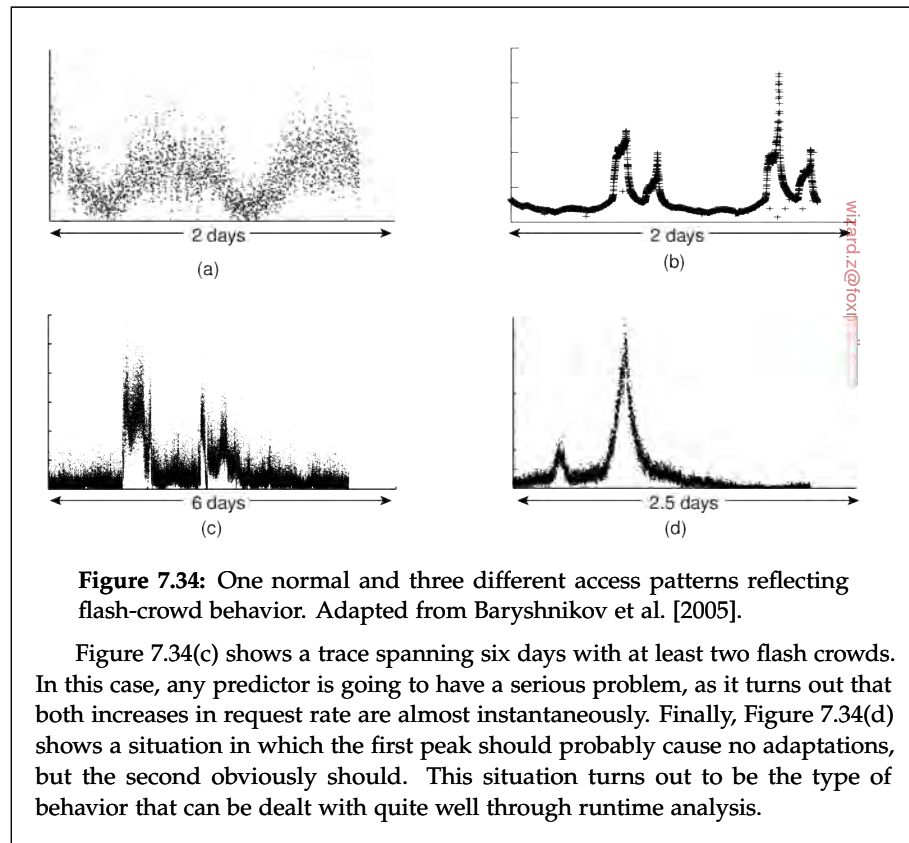 2 days
(a)
2 days
(b)
6 days
(c)
2.5 days
(d)
Figure 7.34: One normal and three different access patterns reflecting
flash-crowd behavior. Adapted from Baryshnikov et al. [2005].
Figure 7.34(c) shows a trace spanning six days with at least two flash crowds.
In this case, any predictor is going to have a serious problem, as it turns out that
both increases in request rate are almost instantaneously. Finally, Figure 7.34(d)
shows a situation in which the first peak should probably cause no adaptations,
but the second obviously should. This situation turns out to be the type of
behavior that can be dealt with quite well through runtime analysis.